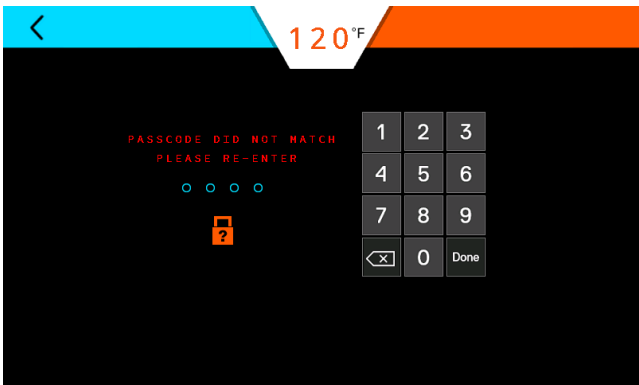 120°F
PASSCODE DID NOT MATCH
PLEASE RE-ENTER
?
1 2 3
4 5 6
7 8 9
0 Done